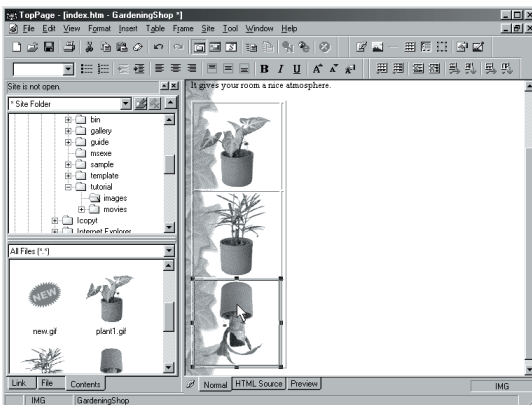 TopPage - [index.htm - GardeningShop *]
File Edit View Format Insert Table Frame Site Tool Window Help
B I U A A
Site is not open.
It gives your room a nice atmosphere.
* Site Folder
bin
gallery
guide
msexe
sample
template
tutorial
images
movies
Icopyt
Internet Explorer
All Files (*.*)
NEW
new.gif plant1.gif
Link File Contents
Normal HTML Source Preview
IMG
IMG GardeningShop